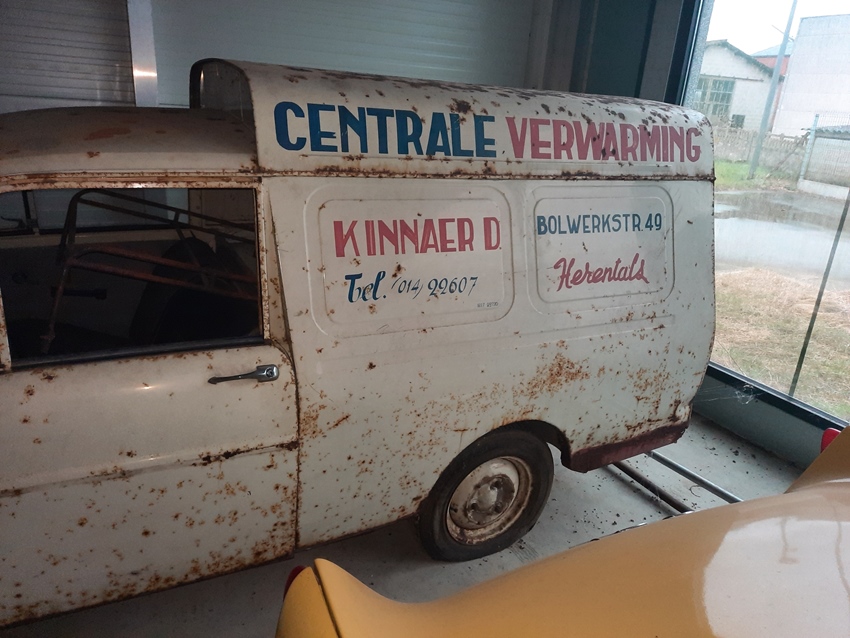 CENTRALE VERWARMING
KINNAER D.
Tel. (014) 22607
BOLWERKSTR. 49
Herentals